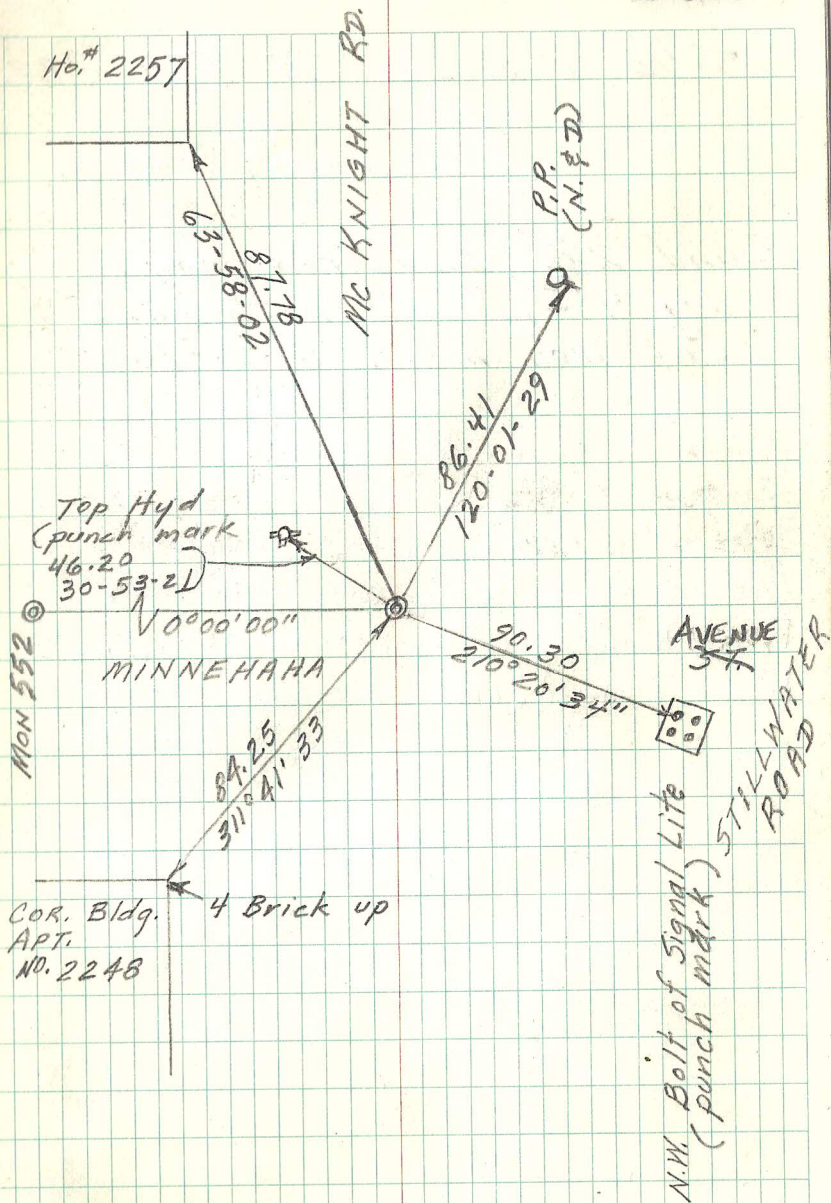 Ho.# 2257
Mc KNIGHT RD.
P.P.
(N. & D)
87.18
63-58-02
86.41
120-01-29
Top Hyd
(punch mark
46.20
30-53-21)
0°00'00"
MON 552
MINNEHAHA
90.30
210°20'34"
AVENUE
ST.
STILLWATER
ROAD
84.25
311°41'33
COR. Bldg.
APT.
NO. 2248
4 Brick up
N.W. Bolt of Signal Lite
(punch mark)